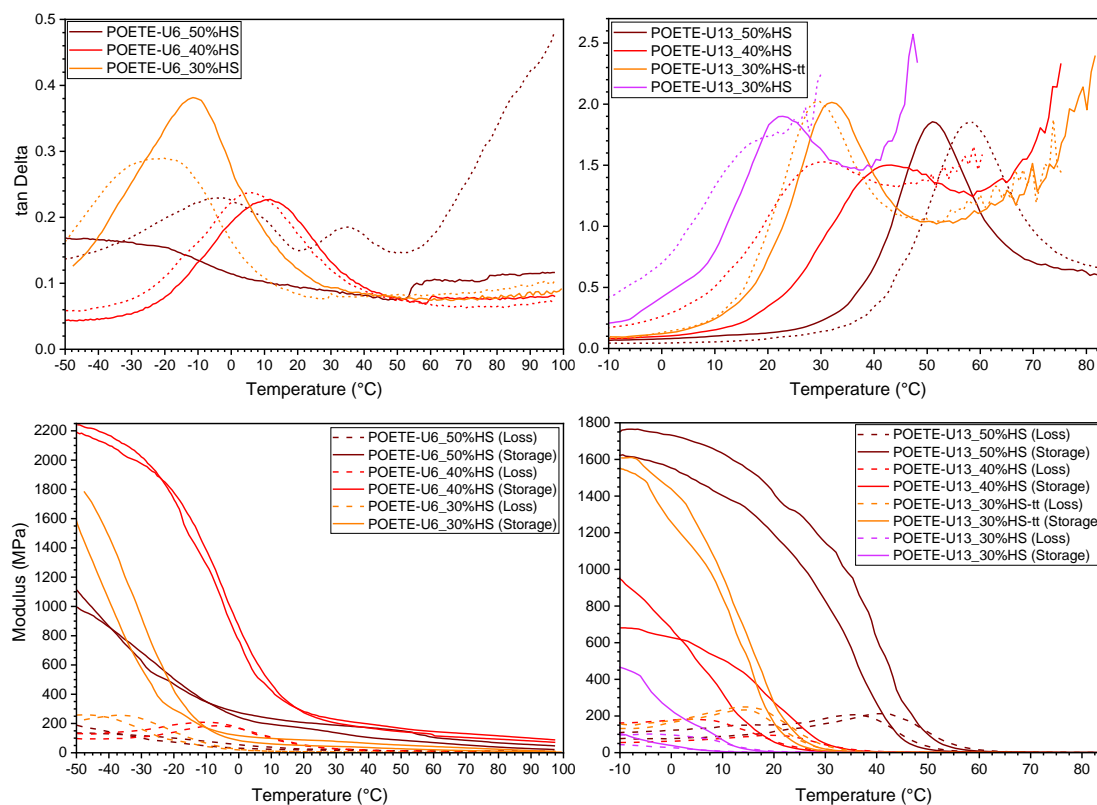 0.5
0.4
0.3
0.2
0.1
0.0
tan Delta
POETE-U6_50%HS
POETE-U6_40%HS
POETE-U6_30%HS
-50 -40 -30 -20 -10 0 10 20 30 40 50 60 70 80 90 100
Temperature (°C)
2.5
2.0
1.5
1.0
0.5
0.0
POETE-U13_50%HS
POETE-U13_40%HS
POETE-U13_30%HS-tt
POETE-U13_30%HS
-10 0 10 20 30 40 50 60 70 80
Temperature (°C)
2200
2000
1800
1600
1400
1200
1000
800
600
400
200
0
Modulus (MPa)
POETE-U6_50%HS (Loss)
POETE-U6_50%HS (Storage)
POETE-U6_40%HS (Loss)
POETE-U6_40%HS (Storage)
POETE-U6_30%HS (Loss)
POETE-U6_30%HS (Storage)
-50 -40 -30 -20 -10 0 10 20 30 40 50 60 70 80 90 100
Temperature (°C)
1800
1600
1400
1200
1000
800
600
400
200
0
POETE-U13_50%HS (Loss)
POETE-U13_50%HS (Storage)
POETE-U13_40%HS (Loss)
POETE-U13_40%HS (Storage)
POETE-U13_30%HS-tt (Loss)
POETE-U13_30%HS-tt (Storage)
POETE-U13_30%HS (Loss)
POETE-U13_30%HS (Storage)
-10 0 10 20 30 40 50 60 70 80
Temperature (°C)